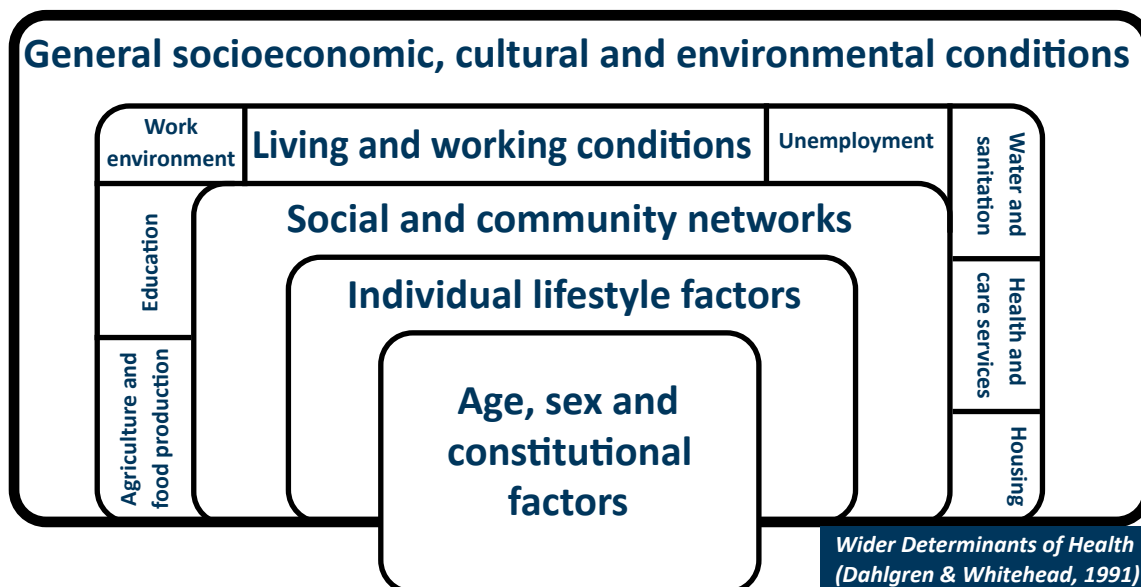 General socioeconomic, cultural and environmental conditions
Work
environment
Living and working conditions
Unemployment
Water and
sanitation
Education
Social and community networks
Health and
care services
Individual lifestyle factors
Agriculture and
food production
Age, sex and
constitutional
factors
Housing
Wider Determinants of Health
(Dahlgren & Whitehead, 1991)